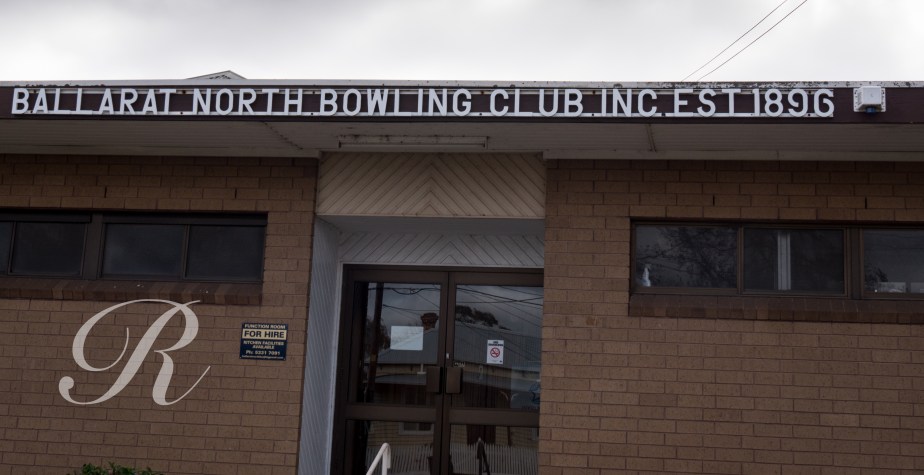 BALLARAT NORTH BOWLING CLUB INC EST 1896
R
FUNCTION ROOM
FOR HIRE
KITCHEN FACILITIES
AVAILABLE